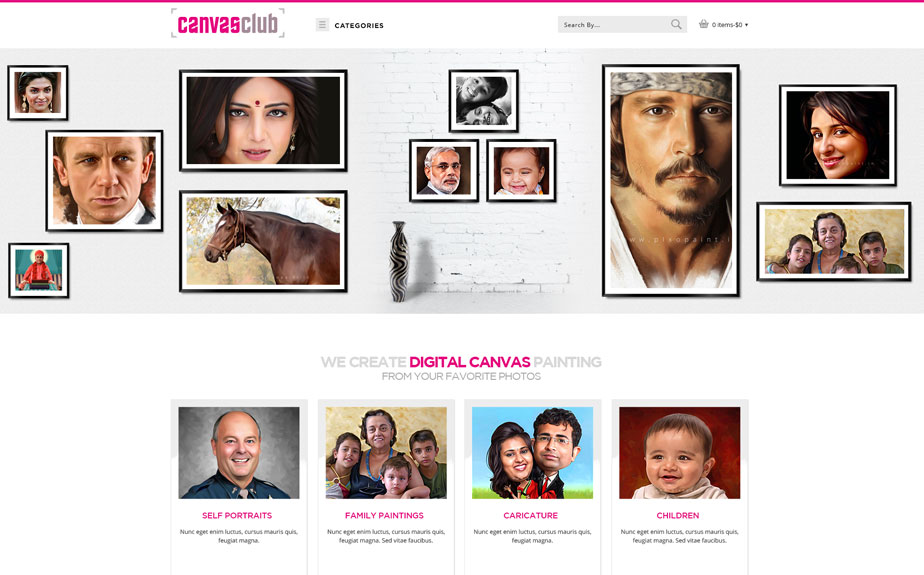 canvasclub
CATEGORIES
Search By...
0 items-$0
WE CREATE DIGITAL CANVAS PAINTING
FROM YOUR FAVORITE PHOTOS
SELF PORTRAITS
Nunc eget enim luctus, cursus mauris quis,
feugiat magna.
FAMILY PAINTINGS
Nunc eget enim luctus, cursus mauris quis,
feugiat magna. Sed vitae faucibus.
CARICATURE
Nunc eget enim luctus, cursus mauris quis,
feugiat magna.
CHILDREN
Nunc eget enim luctus, cursus mauris quis,
feugiat magna. Sed vitae faucibus.